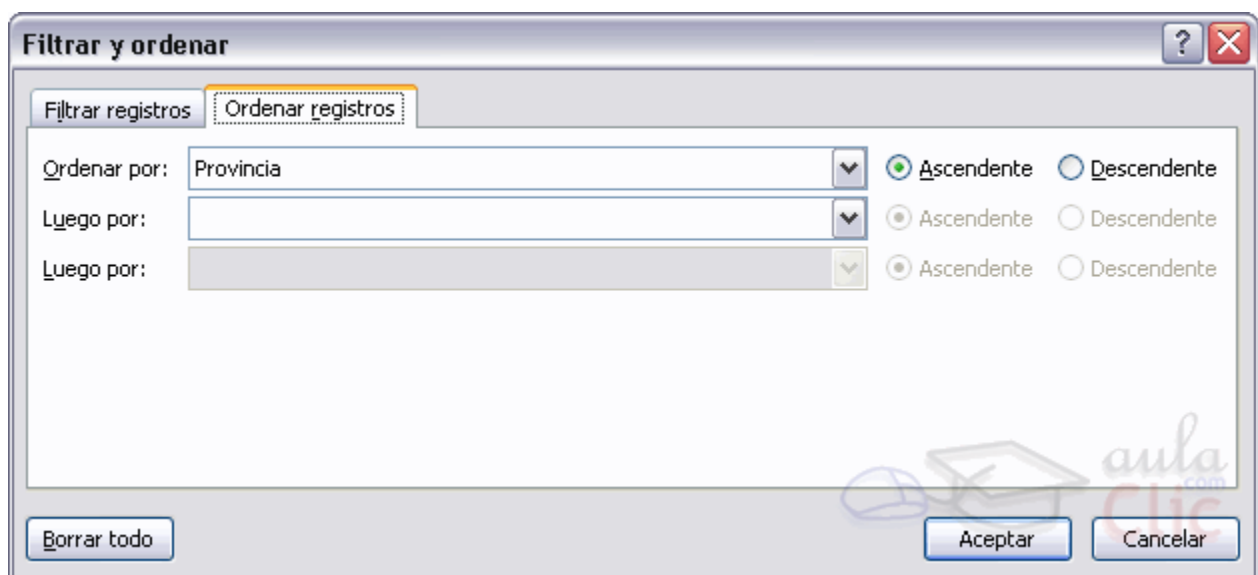 Filtrar y ordenar ?
Filtrar registros Ordenar registros
Ordenar por: Provincia Ascendente Descendente
Luego por: Ascendente Descendente
Luego por: Ascendente Descendente
aula
com
Clic
Borrar todo Aceptar Cancelar